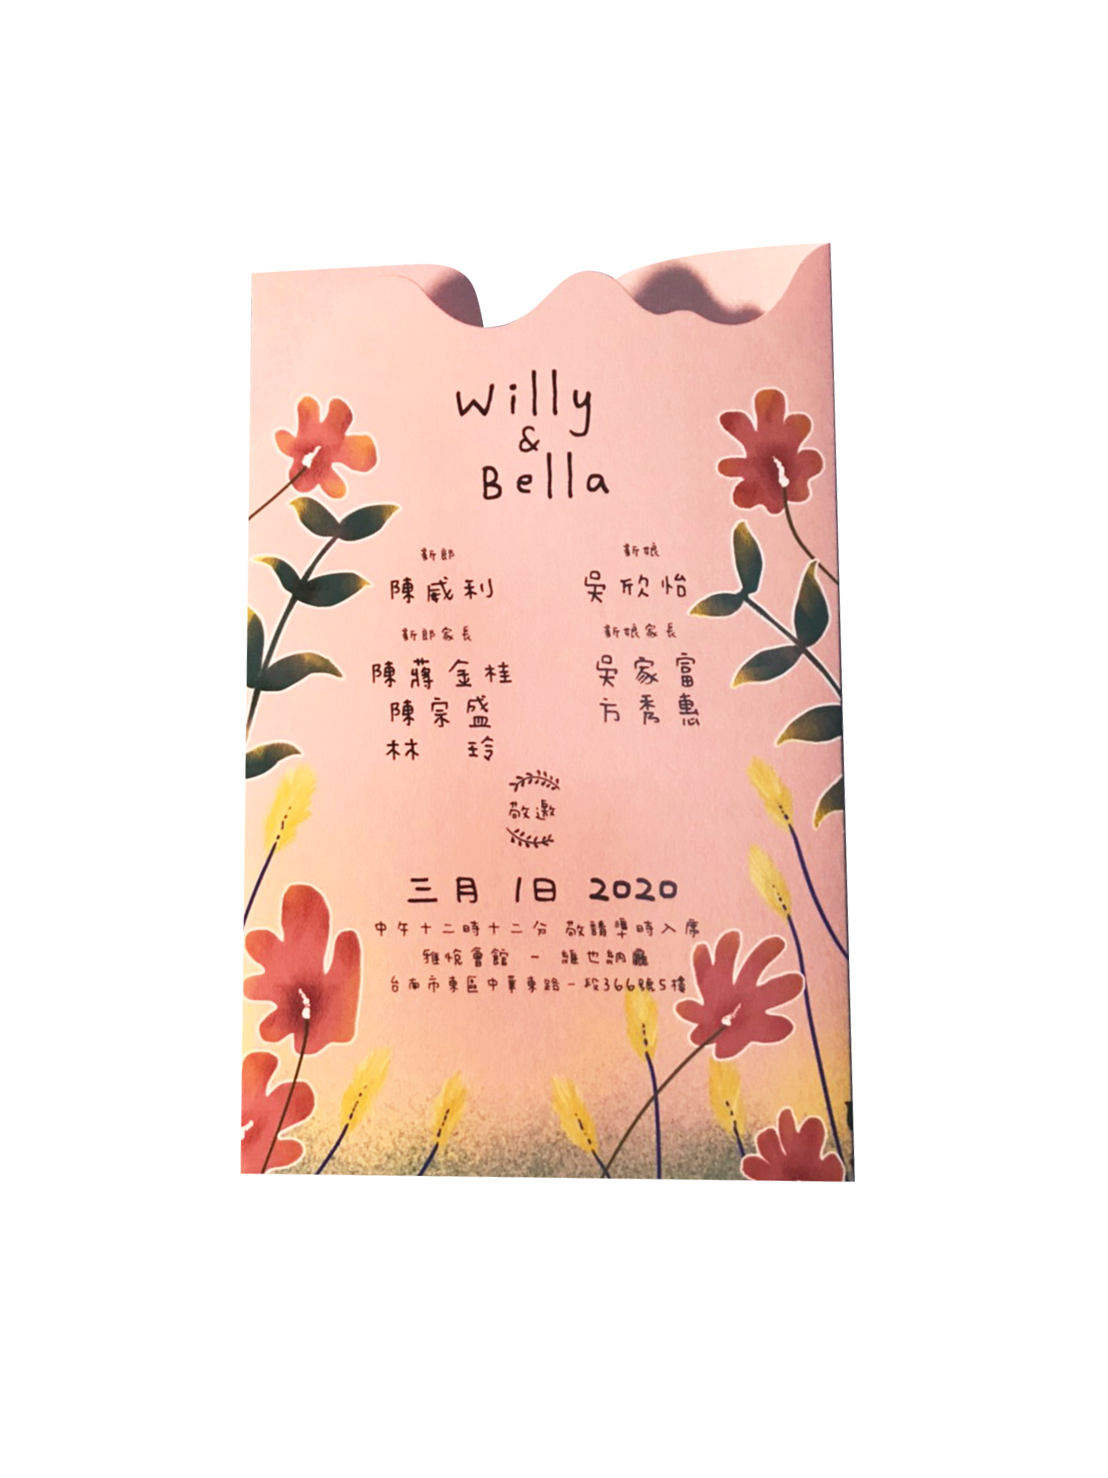 Willy
&
Bella
新郎
陳威利
新郎家長
陳蔣金桂
陳宗盛
林 玲
新娘
吳欣怡
新娘家長
吳家富
方秀惠
敬邀
三月 1日 2020
中午十二時十二分 敬請準時入席
雅悅會館 - 維也納廳
台南市東區中華東路一段366號5樓